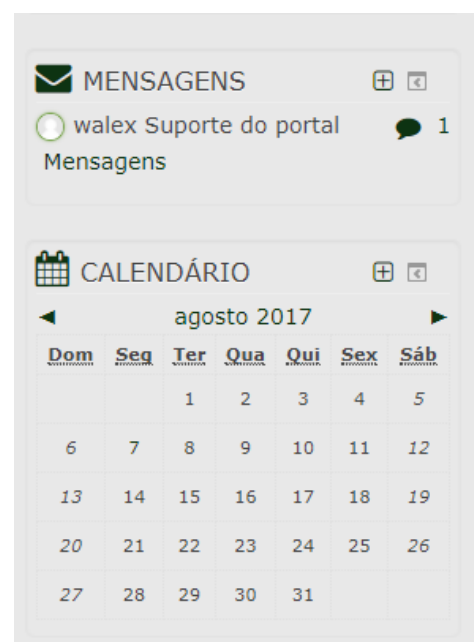 MENSAGENS
walex Suporte do portal 1
Mensagens
CALENDÁRIO
◄ agosto 2017 ►
Dom Seg Ter Qua Qui Sex Sáb
1 2 3 4 5
6 7 8 9 10 11 12
13 14 15 16 17 18 19
20 21 22 23 24 25 26
27 28 29 30 31